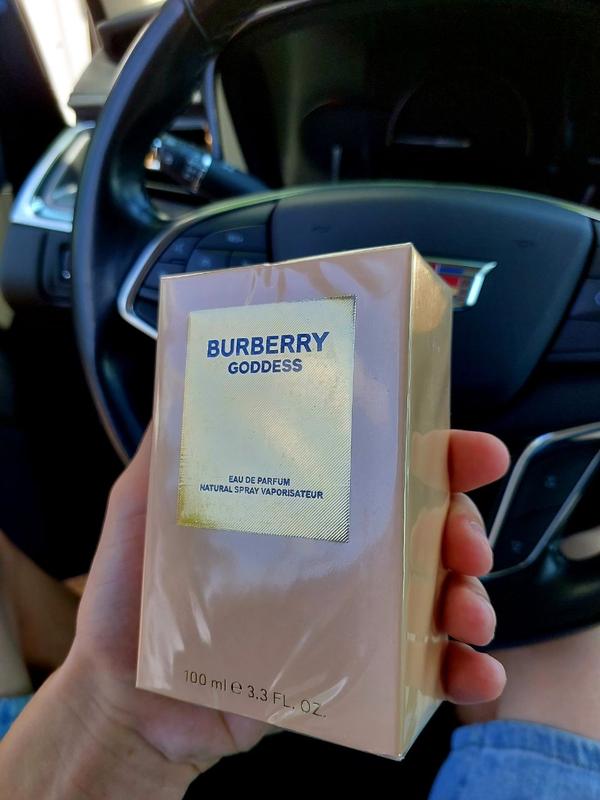 BURBERRY
GODDESS
EAU DE PARFUM
NATURAL SPRAY VAPORISATEUR
100 ml ℮ 3.3 FL. OZ.